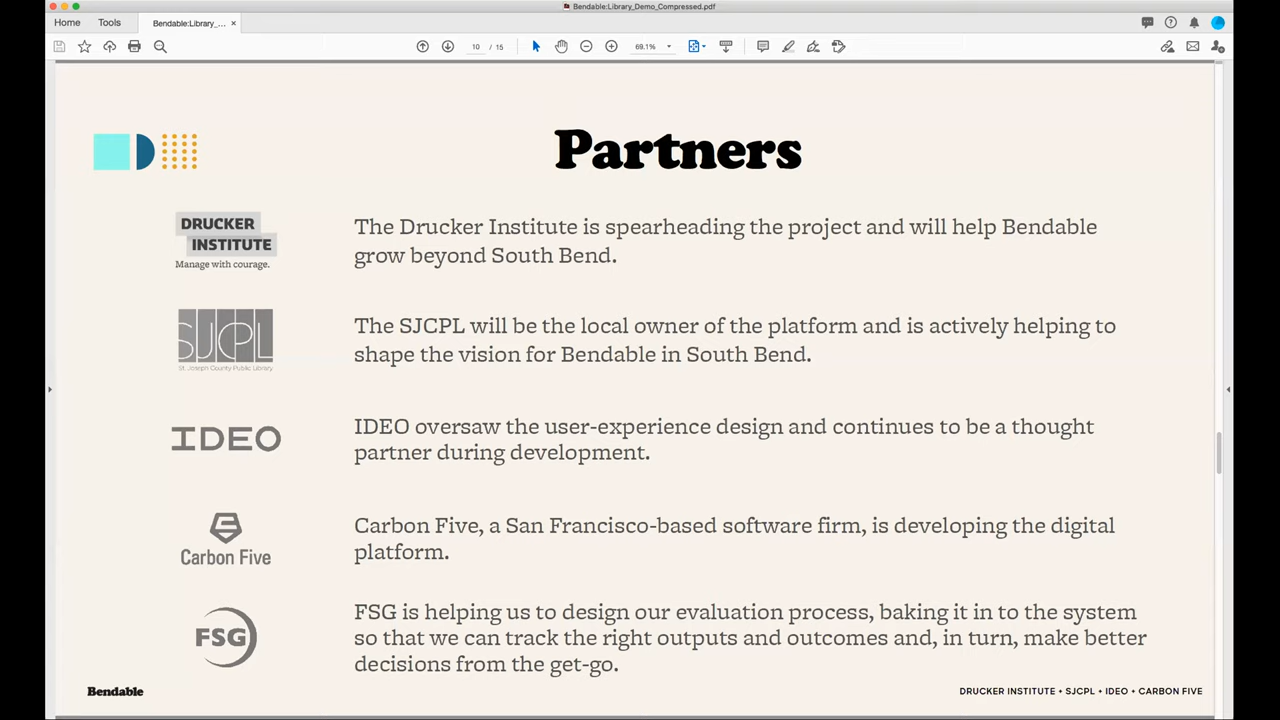 Bendable:Library_Demo_Compressed.pdf
Home Tools Bendable:Library_... ×
10 / 15 69.1%
Partners
DRUCKER
INSTITUTE
Manage with courage.
The Drucker Institute is spearheading the project and will help Bendable
grow beyond South Bend.
SJCPL
St. Joseph County Public Library
The SJCPL will be the local owner of the platform and is actively helping to
shape the vision for Bendable in South Bend.
IDEO
IDEO oversaw the user-experience design and continues to be a thought
partner during development.
Carbon Five
Carbon Five, a San Francisco-based software firm, is developing the digital
platform.
FSG
FSG is helping us to design our evaluation process, baking it in to the system
so that we can track the right outputs and outcomes and, in turn, make better
decisions from the get-go.
Bendable
DRUCKER INSTITUTE + SJCPL + IDEO + CARBON FIVE